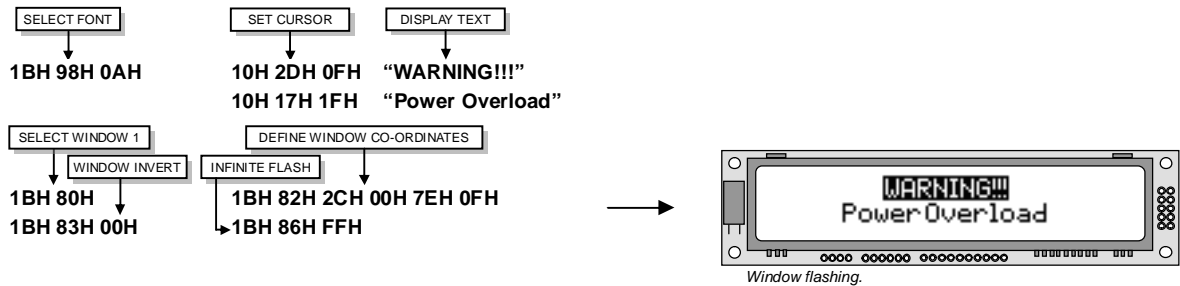 SELECT FONT SET CURSOR DISPLAY TEXT
1BH 98H 0AH 10H 2DH 0FH “WARNING!!!”
10H 17H 1FH “Power Overload”
SELECT WINDOW 1 DEFINE WINDOW CO-ORDINATES
WINDOW INVERT INFINITE FLASH
1BH 80H 1BH 82H 2CH 00H 7EH 0FH
1BH 83H 00H 1BH 86H FFH
WARNING!!!
Power Overload
Window flashing.